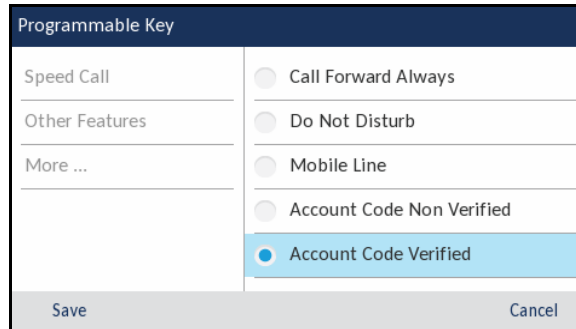 Programmable Key
Speed Call
Other Features
More ...
Call Forward Always
Do Not Disturb
Mobile Line
Account Code Non Verified
Account Code Verified
Save
Cancel